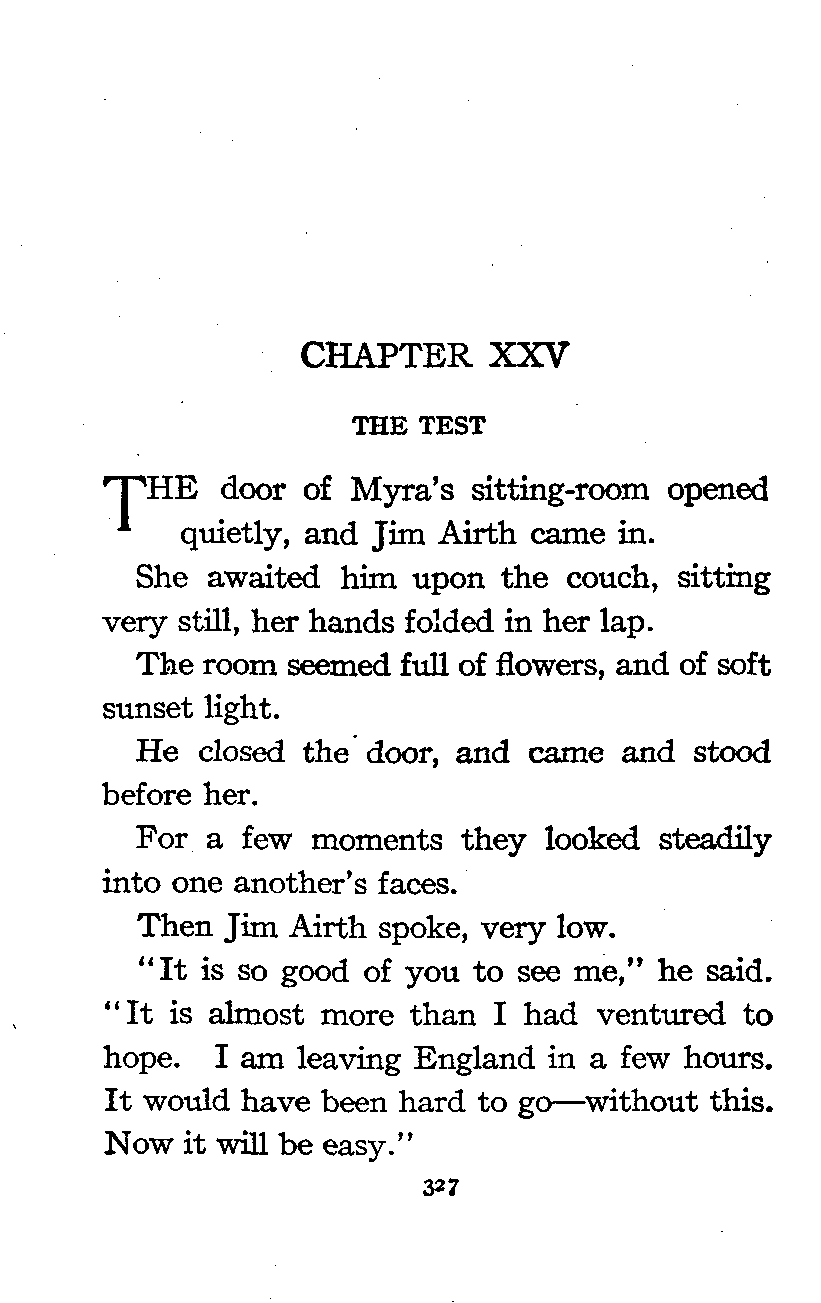 CHAPTER XXV
THE TEST
THE door of Myra's sitting-room opened
quietly, and Jim Airth came in.
She awaited him upon the couch, sitting
very still, her hands folded in her lap.
The room seemed full of flowers, and of soft
sunset light.
He closed the door, and came and stood
before her.
For a few moments they looked steadily
into one another's faces.
Then Jim Airth spoke, very low.
"It is so good of you to see me," he said.
"It is almost more than I had ventured to
hope. I am leaving England in a few hours.
It would have been hard to go—without this.
Now it will be easy."
327